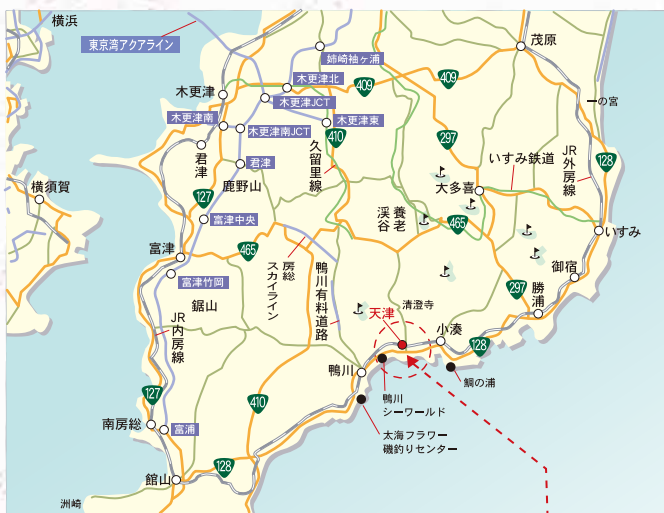 横浜
東京湾アクアライン
姉崎袖ヶ浦
茂原
木更津北
409
409
木更津
木更津JCT
一の宮
木更津南
木更津東
木更津南JCT
410
297
君津
久留里線
いすみ鉄道
JR外房線
128
君津
鹿野山
大多喜
横須賀
127
養老渓谷
富津中央
465
465
いすみ
富津
房総スカイライン
鴨川有料道路
富津竹岡
御宿
297
勝浦
鋸山
清澄寺
天津
小湊
JR内房線
128
鴨川
鯛の浦
127
410
鴨川
シーワールド
南房総
富浦
太海フラワー
磯釣りセンター
128
館山
洲崎